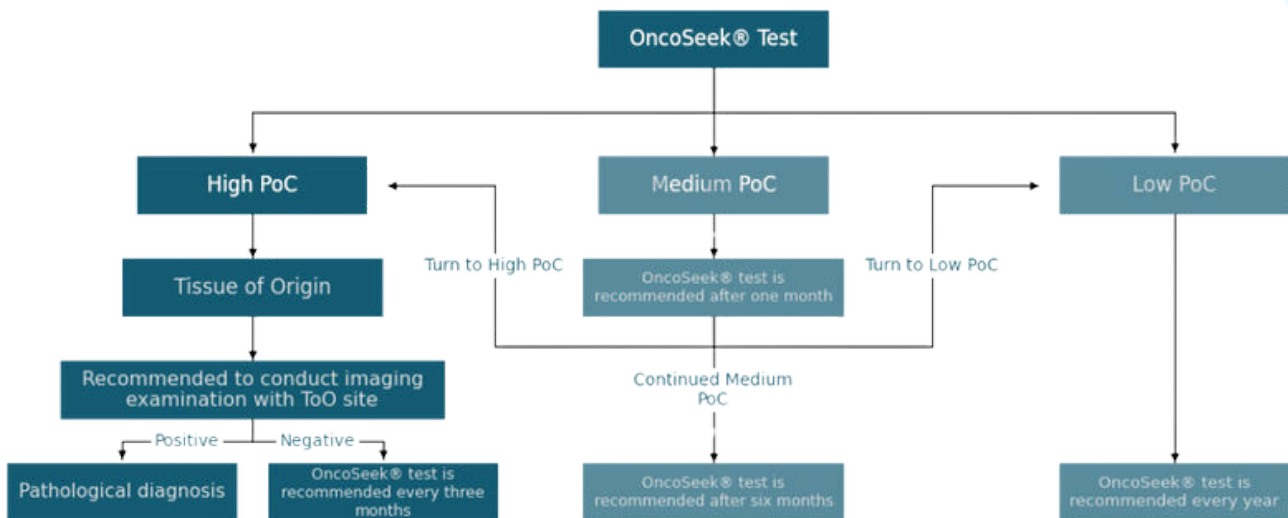 OncoSeek® Test
High PoC
Medium PoC
Low PoC
Turn to High PoC
Turn to Low PoC
Tissue of Origin
OncoSeek® test is
recommended after one month
Recommended to conduct imaging
examination with ToO site
Continued Medium
PoC
Positive
Negative
Pathological diagnosis
OncoSeek® test is
recommended every three
months
OncoSeek® test is
recommended after six months
OncoSeek® test is
recommended every year